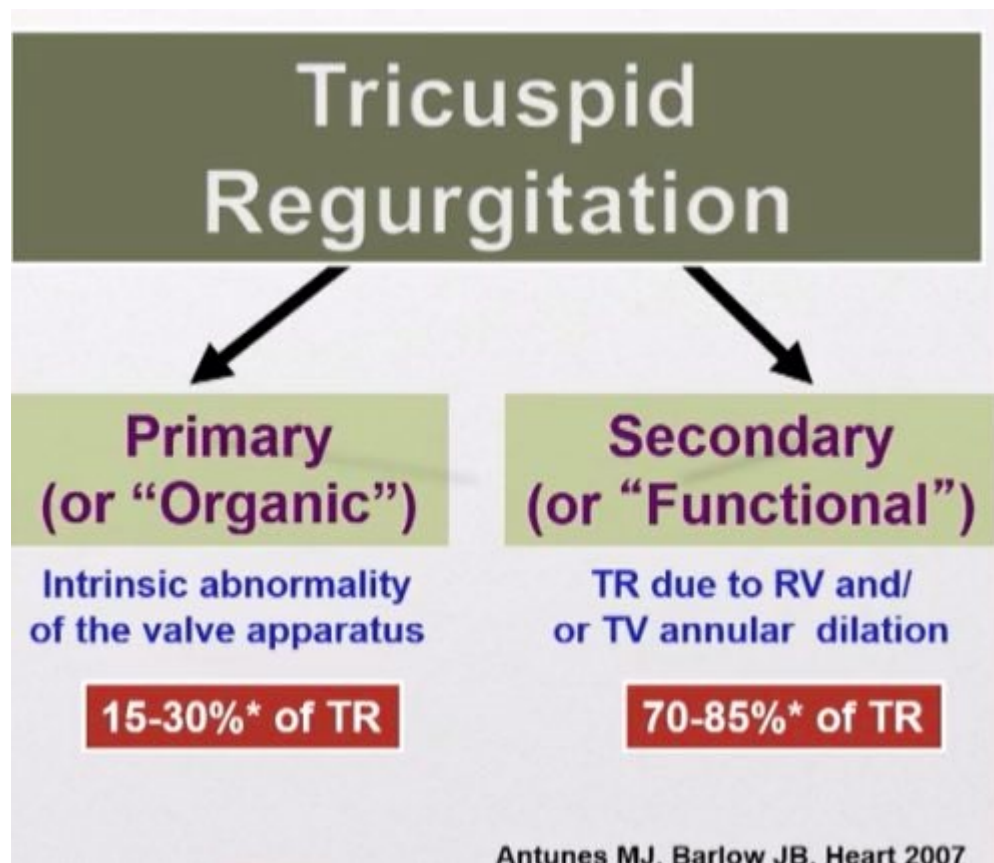 Tricuspid
Regurgitation
Primary
(or “Organic”)
Secondary
(or “Functional”)
Intrinsic abnormality
of the valve apparatus
TR due to RV and/
or TV annular dilation
15-30%* of TR
70-85%* of TR
Antunes MJ, Barlow JB, Heart 2007